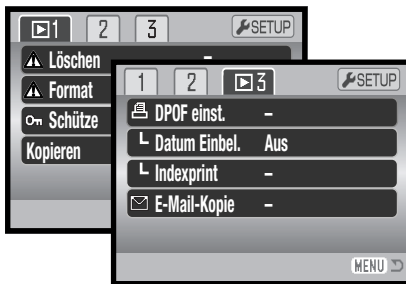 1 2 3 SETUP
Löschen –
Format
Schütze
Kopieren
1 2 3 SETUP
DPOF einst. –
Datum Einbel. Aus
Indexprint –
E-Mail-Kopie –
MENU